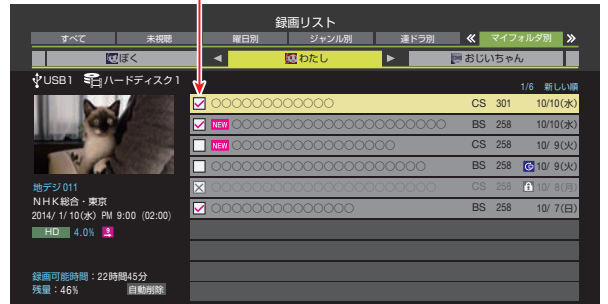 録画リスト
すべて 未視聴 曜日別 ジャンル別 連ドラ別 マイフォルダ別
ぼく わたし おじいちゃん
USB1 ハードディスク1
1/6 新しい順
○○○○○○○○○○○○ CS 301 10/10(水)
NEW ○○○○○○○○○○○○○○○○○○○○○ BS 258 10/10(水)
NEW ○○○○○○○○○○○○○○○○ CS 258 10/ 9(火)
○○○○○○○○○○○○○○○○○○○○○ BS 258 10/ 9(火)
○○○○○○○○○○○○○○○○○○○○○○ CS 258 10/ 8(月)
○○○○○○○○○○○○○○ BS 258 10/ 7(日)
地デジ 011
NHK総合・東京
2014/ 1/ 10(水) PM 9:00 (02:00)
HD 4.0%
録画可能時間：22時間45分
残量：46% 自動削除